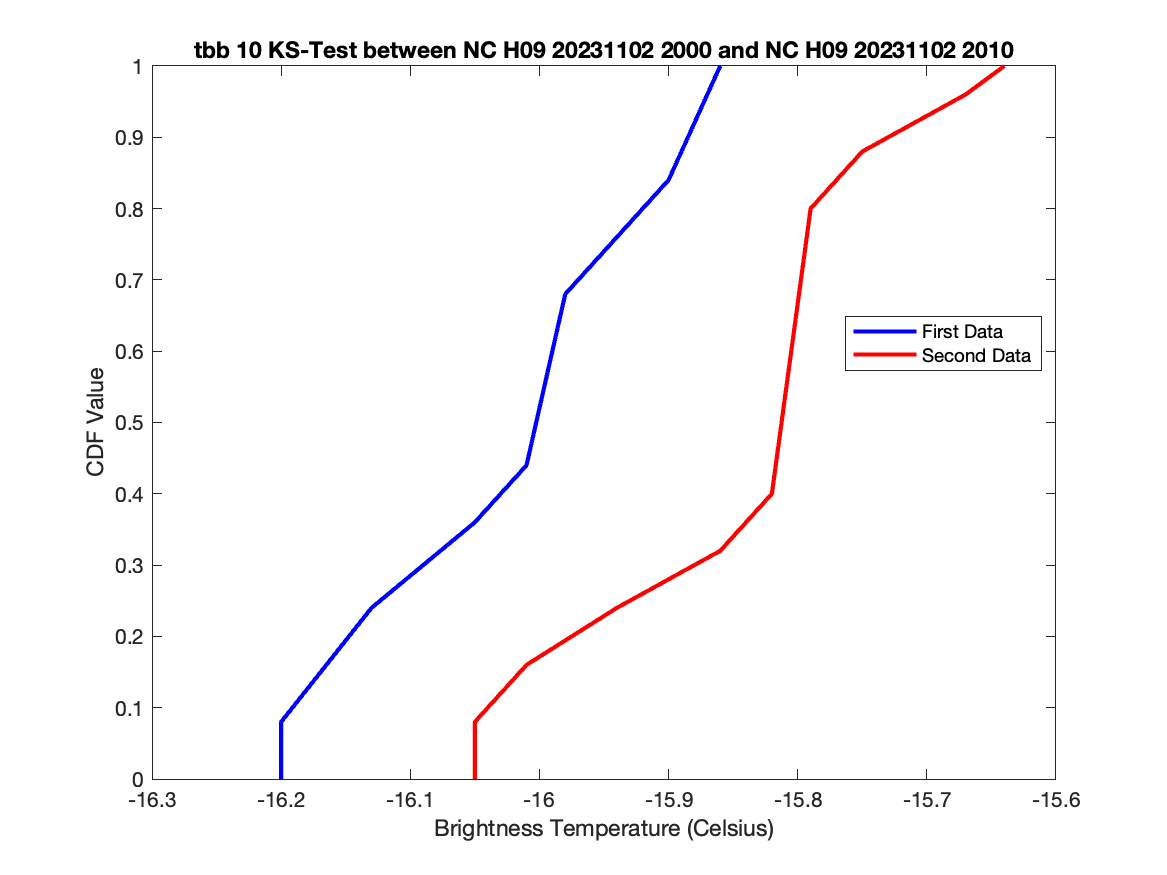 tbb 10 KS-Test between NC H09 20231102 2000 and NC H09 20231102 2010
1
0.9
0.8
0.7
0.6
0.5
0.4
0.3
0.2
0.1
0
CDF Value
First Data
Second Data
-16.3 -16.2 -16.1 -16 -15.9 -15.8 -15.7 -15.6
Brightness Temperature (Celsius)